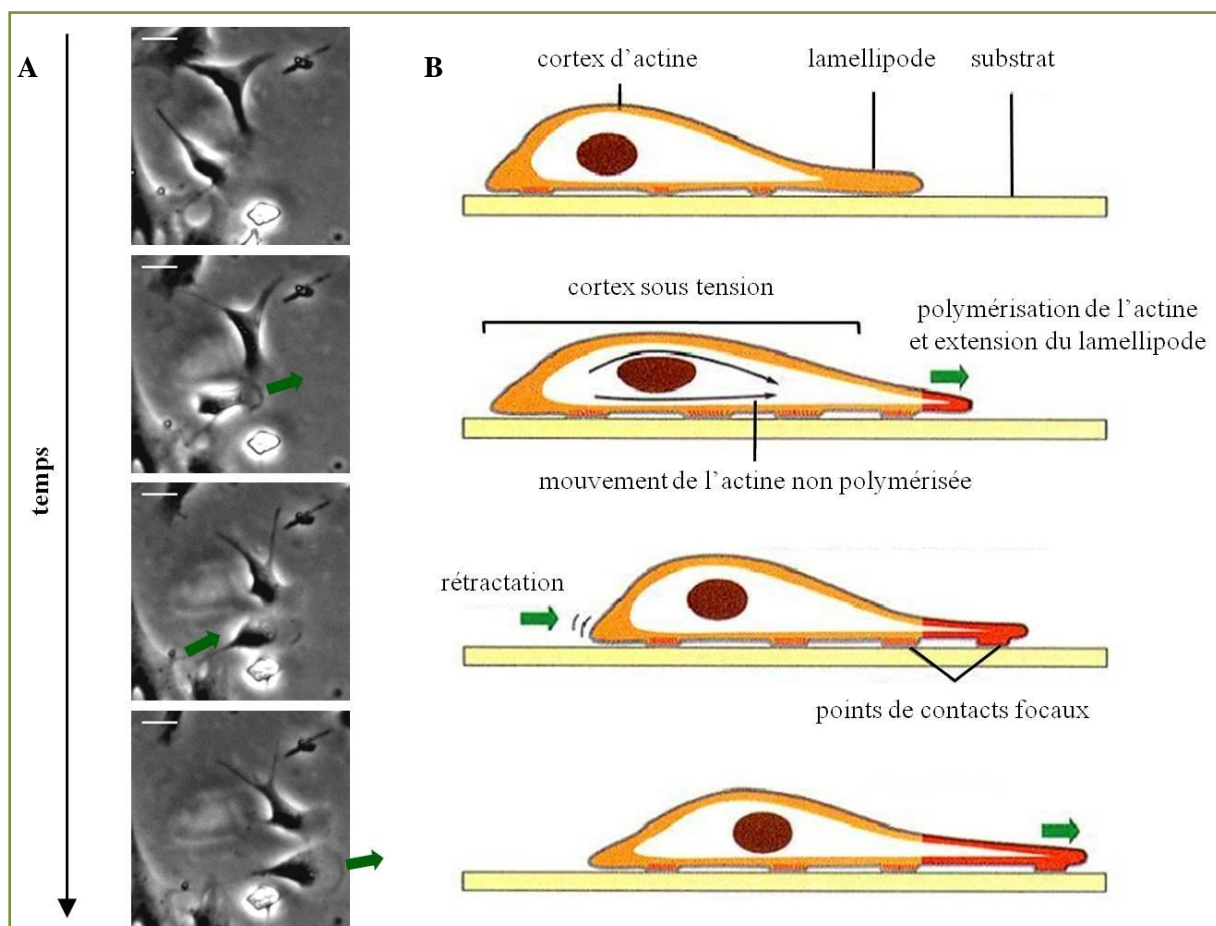 A
B
cortex d'actine
lamellipode
substrat
cortex sous tension
polymérisation de l'actine
et extension du lamellipode
mouvement de l'actine non polymérisée
temps
rétractation
points de contacts focaux